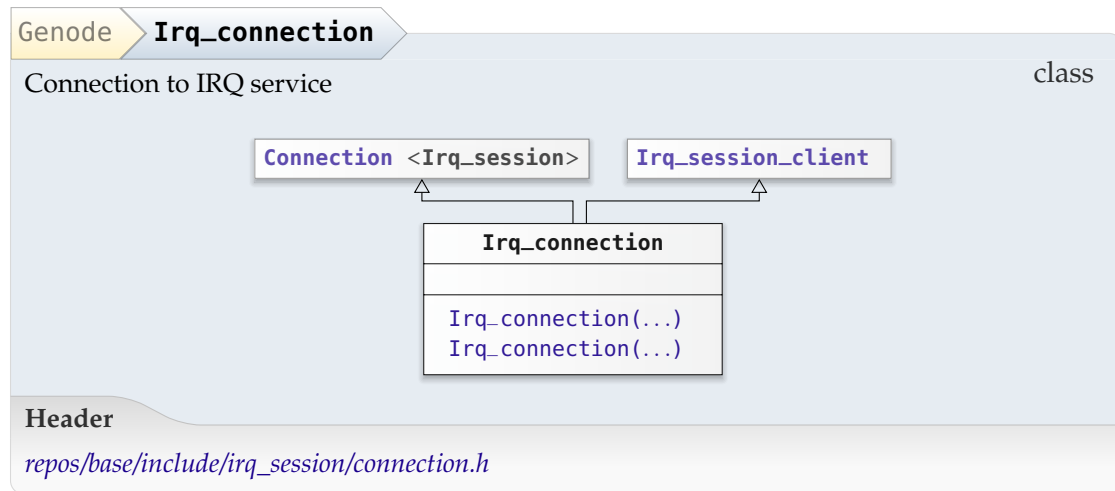 Genode Irq_connection
Connection to IRQ service
class
Connection <Irq_session>
Irq_session_client
Irq_connection
Irq_connection(...)
Irq_connection(...)
Header
repos/base/include/irq_session/connection.h